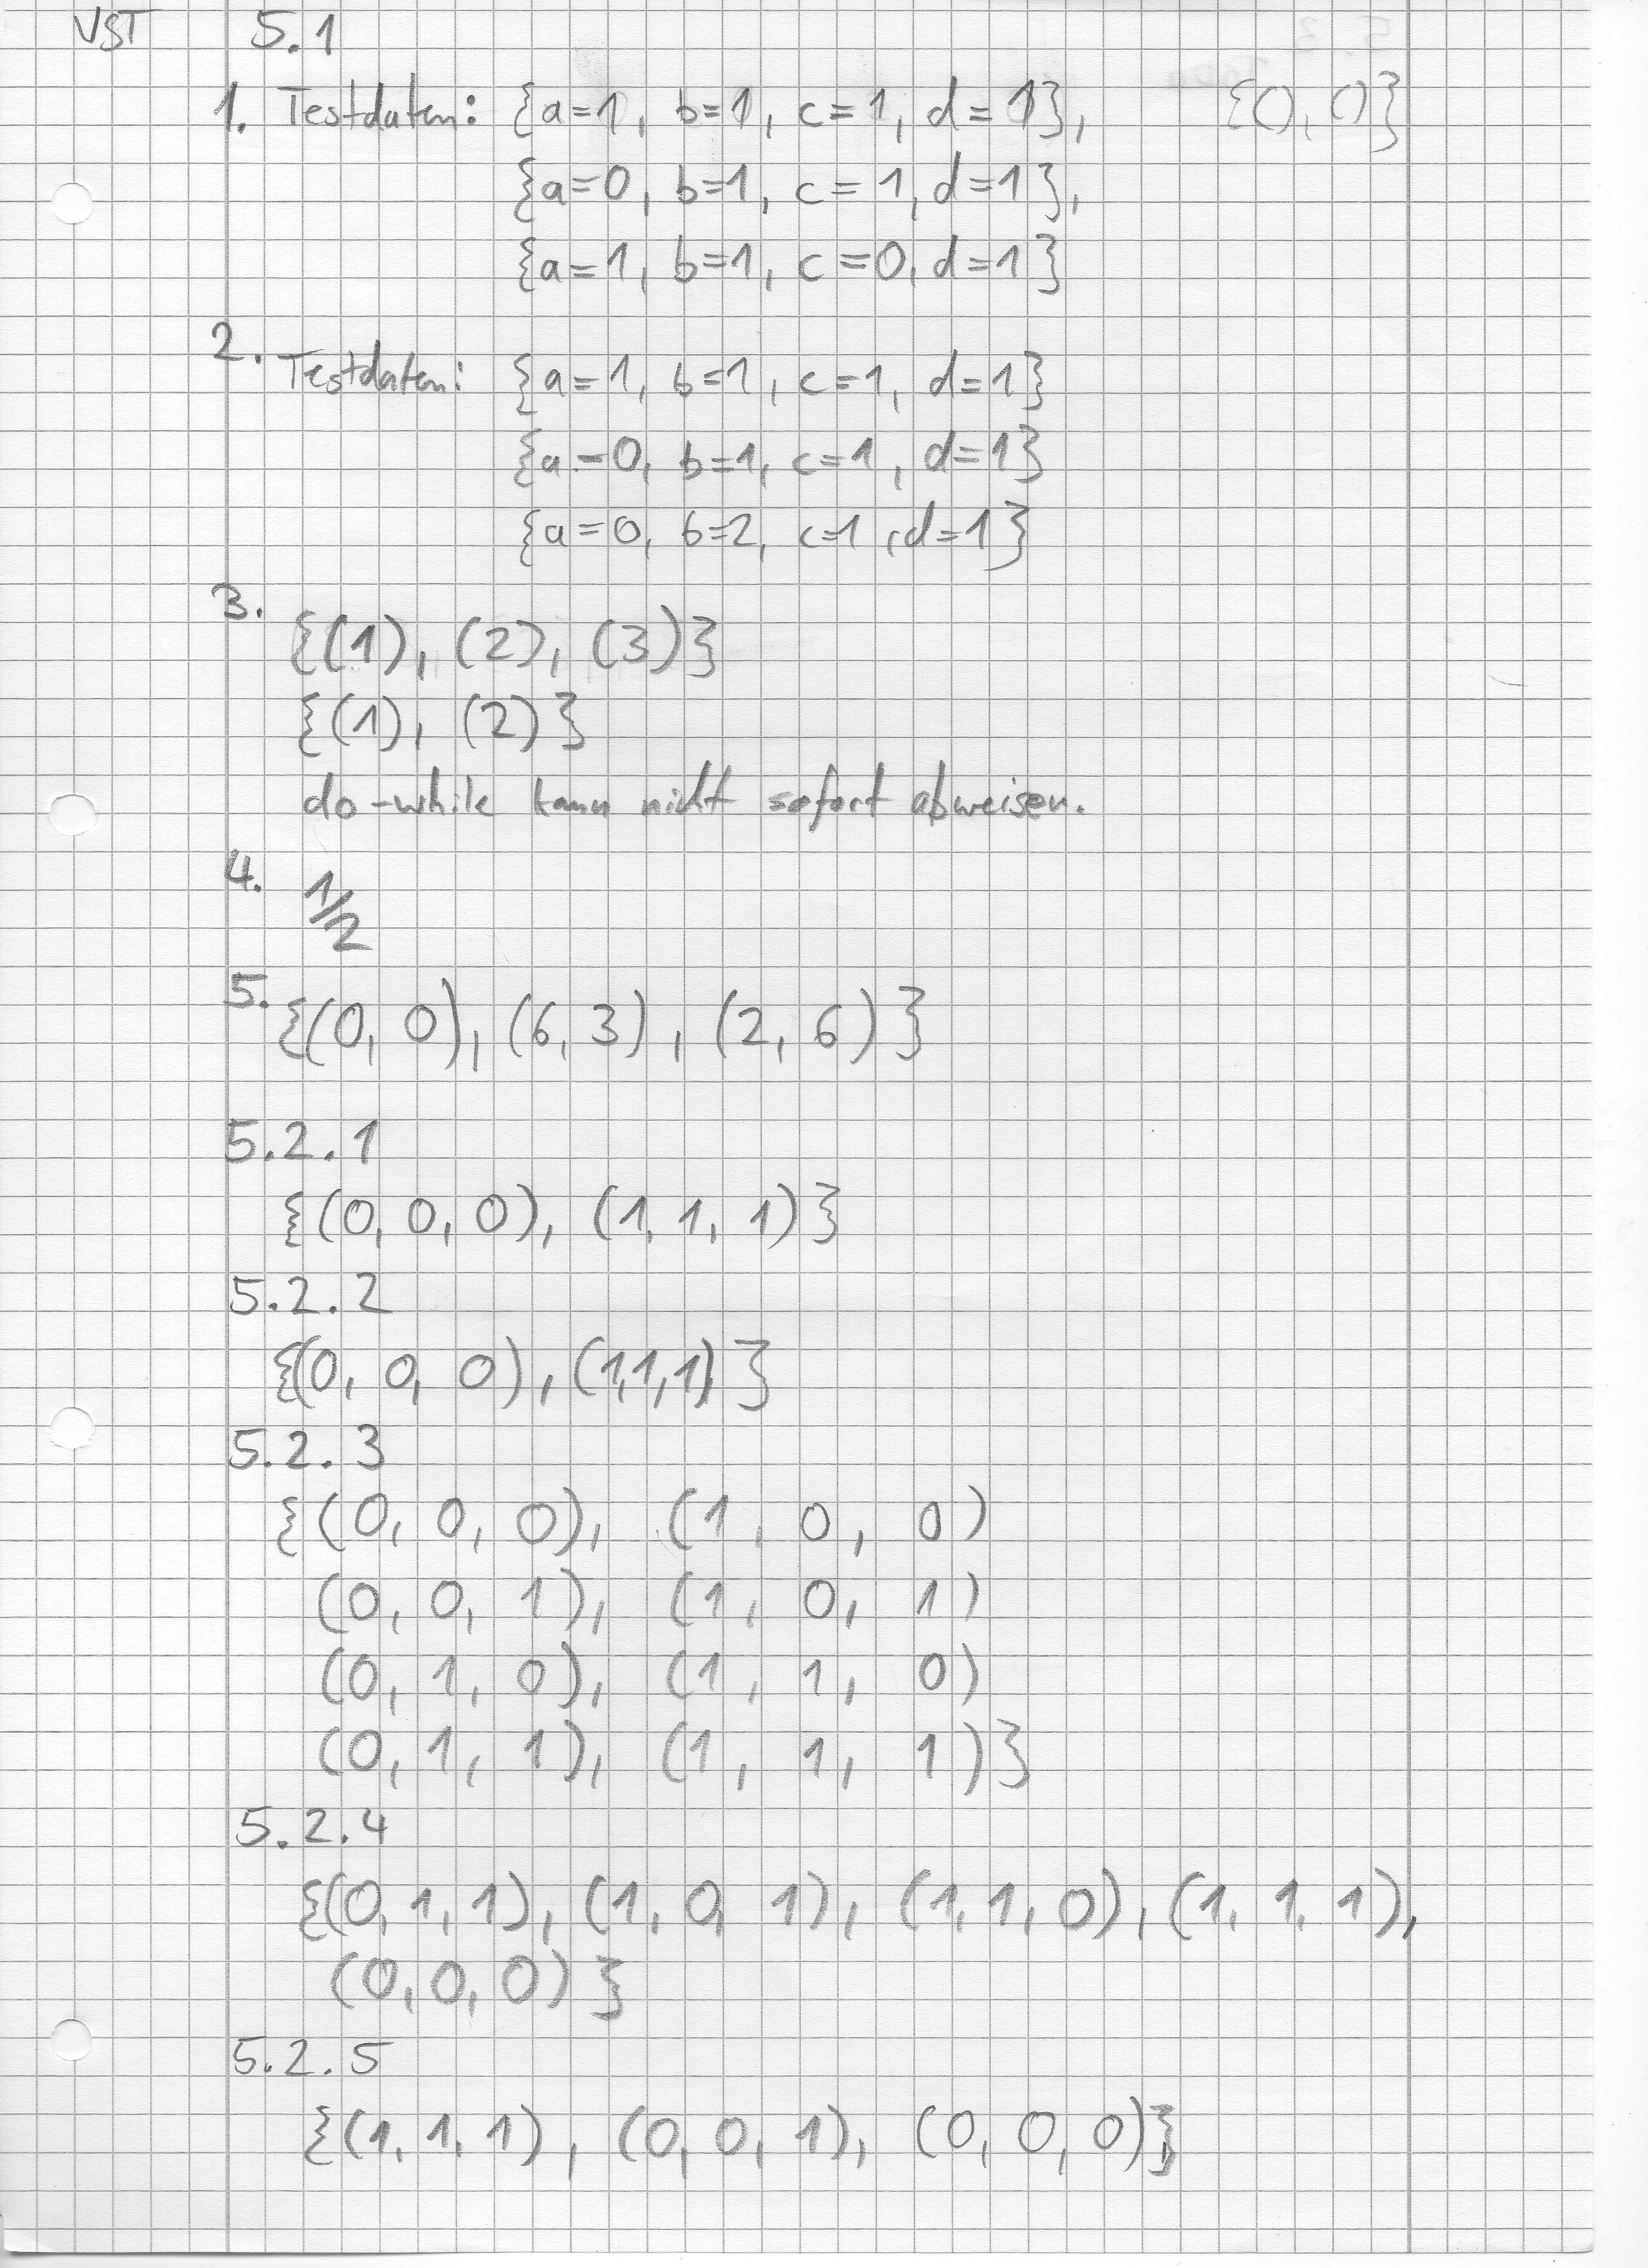 VST 5.1
1. Testdaten: {a=1, b=1, c=1, d=1}, {0, 0}
{a=0, b=1, c=1, d=1},
{a=1, b=1, c=0, d=1}
2. Testdaten: {a=1, b=1, c=1, d=1}
{a=0, b=1, c=1, d=1}
{a=0, b=2, c=1, d=1}
3. {(1), (2), (3)}
{(1), (2)}
do-while kann nicht sofort abweisen.
4. 1/2
5. {(0, 0), (6, 3), (2, 6)}
5.2.1
{(0, 0, 0), (1, 1, 1)}
5.2.2
{(0, 0, 0), (1,1,1)}
5.2.3
{(0, 0, 0), (1, 0, 0)
(0, 0, 1), (1, 0, 1)
(0, 1, 0), (1, 1, 0)
(0, 1, 1), (1, 1, 1)}
5.2.4
{(0, 1, 1), (1, 0, 1), (1, 1, 0), (1, 1, 1),
(0, 0, 0)}
5.2.5
{(1, 1, 1), (0, 0, 1), (0, 0, 0)}